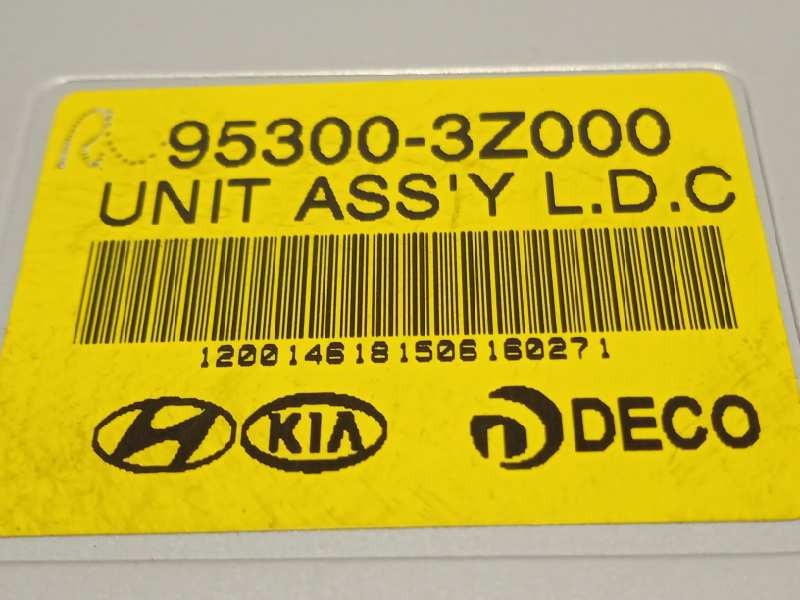 95300-3Z000
UNIT ASS'Y L.D.C
1200146181506160271
KIA
DECO